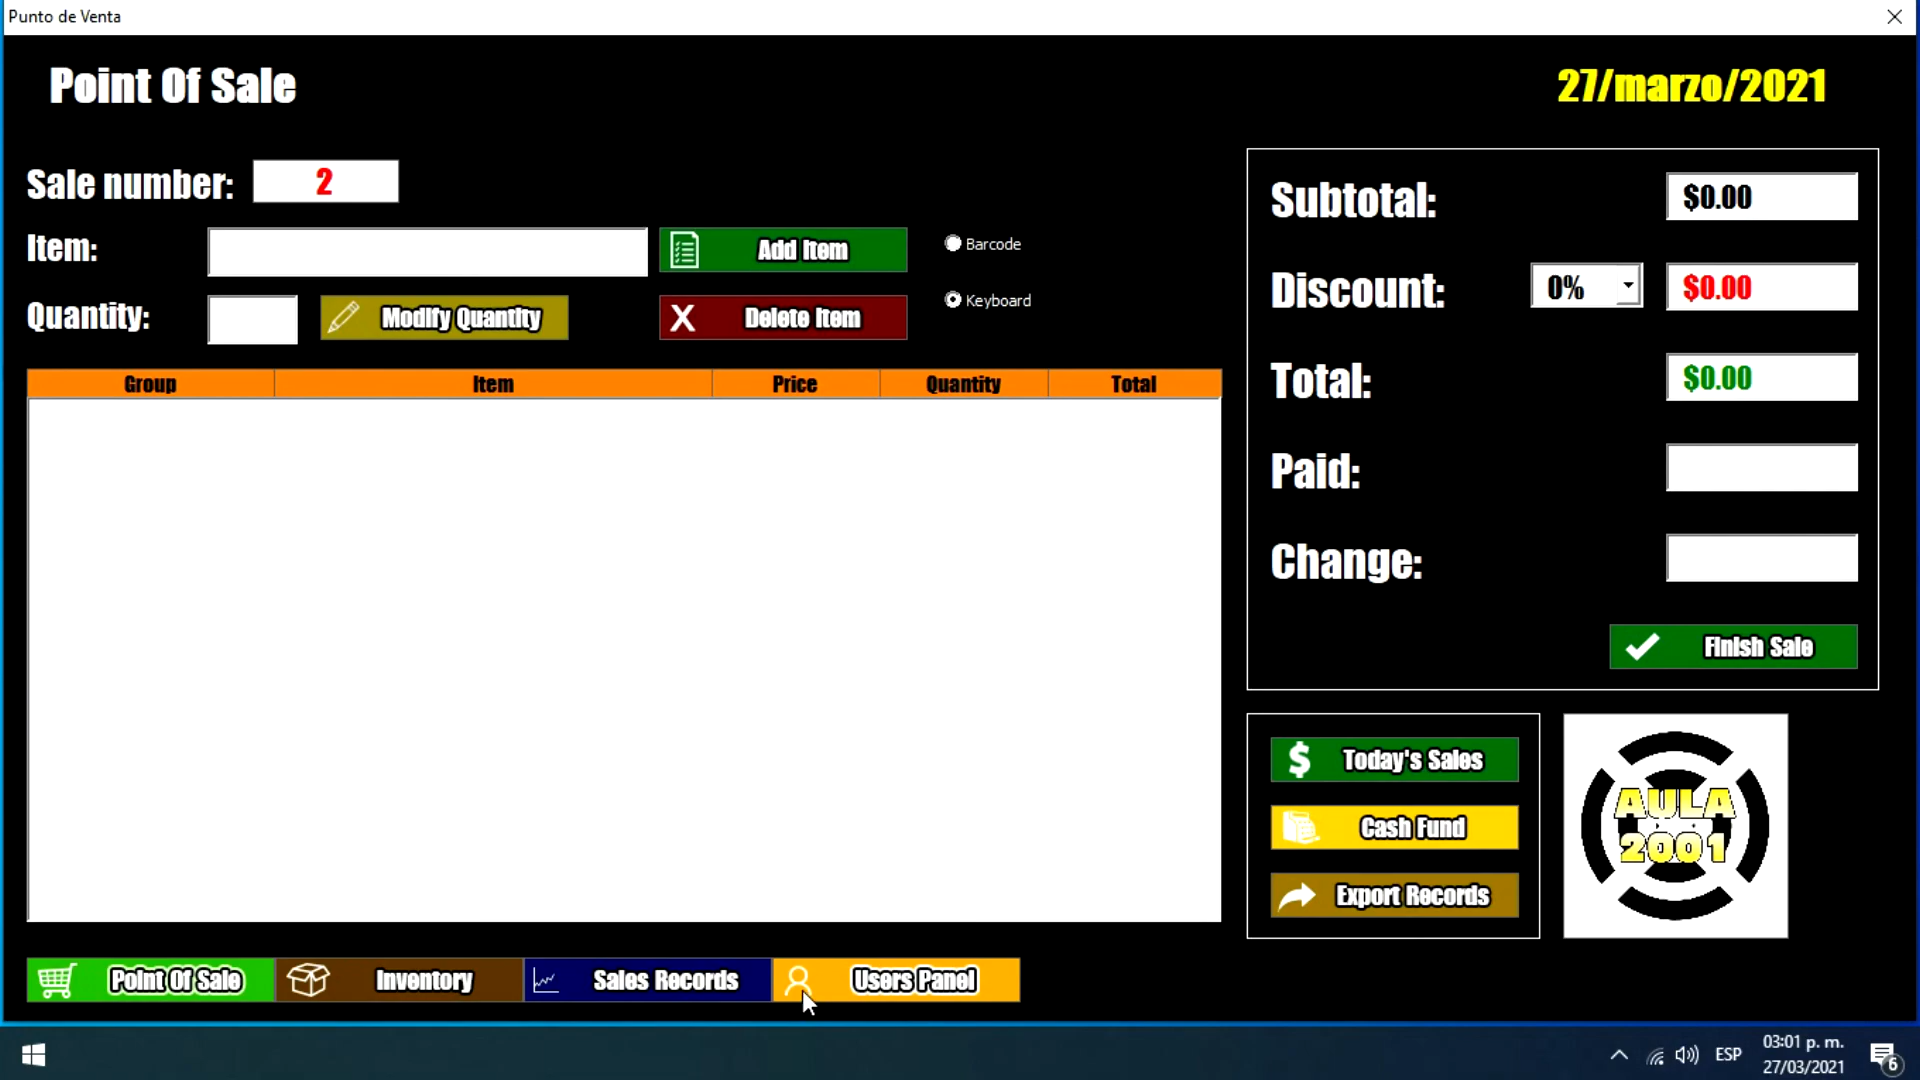 Punto de Venta
Point Of Sale
27/marzo/2021
Sale number:
2
Item:
Add Item
Barcode
Quantity:
Modify Quantity
Delete Item
Keyboard
Group Item Price Quantity Total
Subtotal:
$0.00
Discount:
0%
$0.00
Total:
$0.00
Paid:
Change:
Finish Sale
Today's Sales
Cash Fund
Export Records
AULA
2001
Point Of Sale
Inventory
Sales Records
Users Panel
ESP
03:01 p. m.
27/03/2021
6